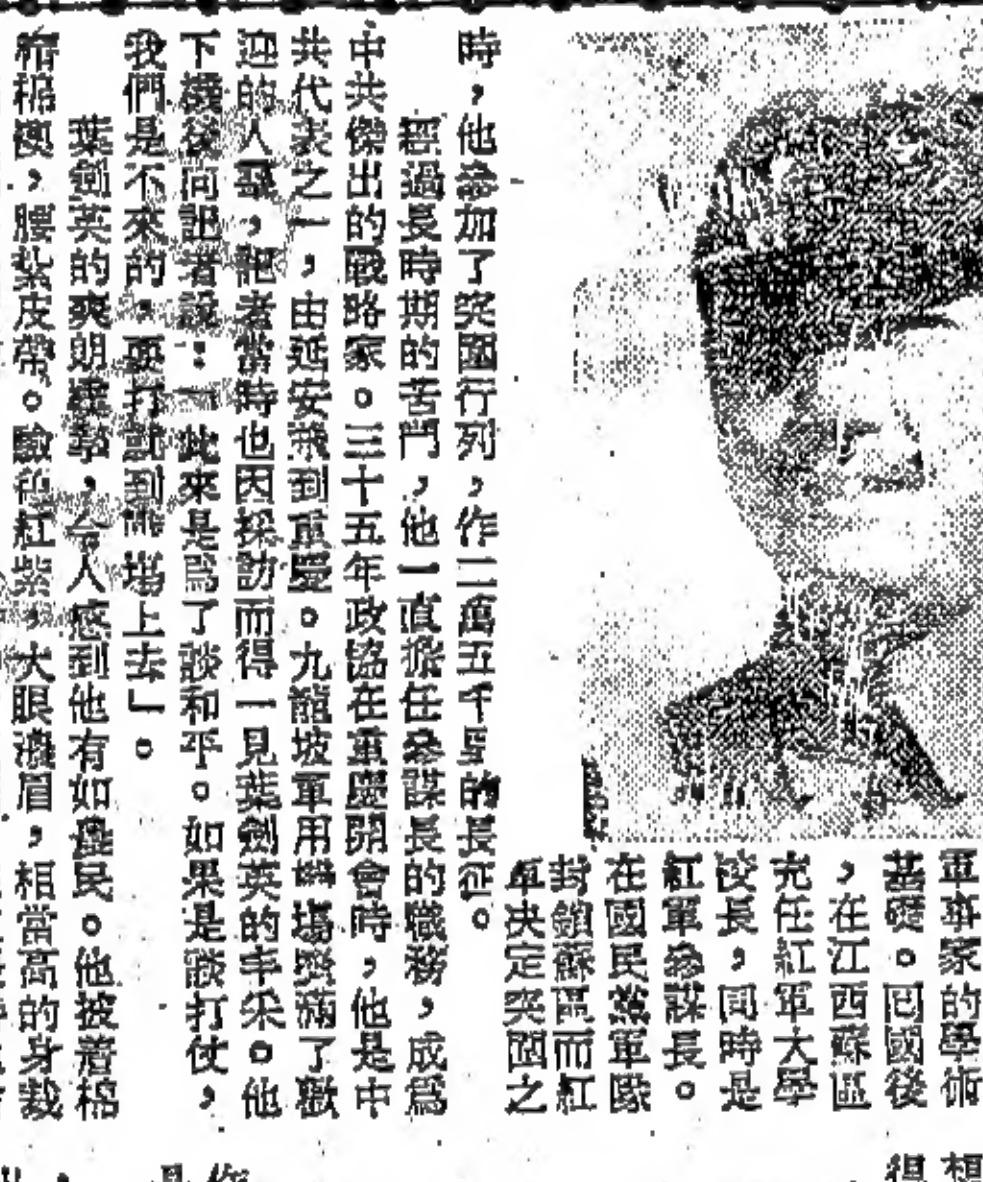 軍事家的學術
基礎。囘國後
，在江西蘇區
充任紅軍大學
校長，同時是
紅軍參謀長。
在國民黨軍隊
封鎖蘇區而紅
軍决定突圍之
時，他參加了突圍行列，作二萬五千里的長征。
經過長時期的苦鬥，他一直擔任參謀長的職務，成爲
中共傑出的戰略家。三十五年政協在重慶開會時，他是中
共代表之一，由延安飛到重慶。九龍坡軍用機場擠滿了歡
迎的人羣，記者當時也因採訪而得一見葉劍英的丰采。他
下機後向記者說：「此來是爲了談和平。如果是談打仗，
我們是不來的，要打就到戰場上去」。
葉劍英的爽朗，令人感到他有如農民。他披着棉
，腰紮皮帶。臉色紅紫，大眼濃眉，相當高的身裁